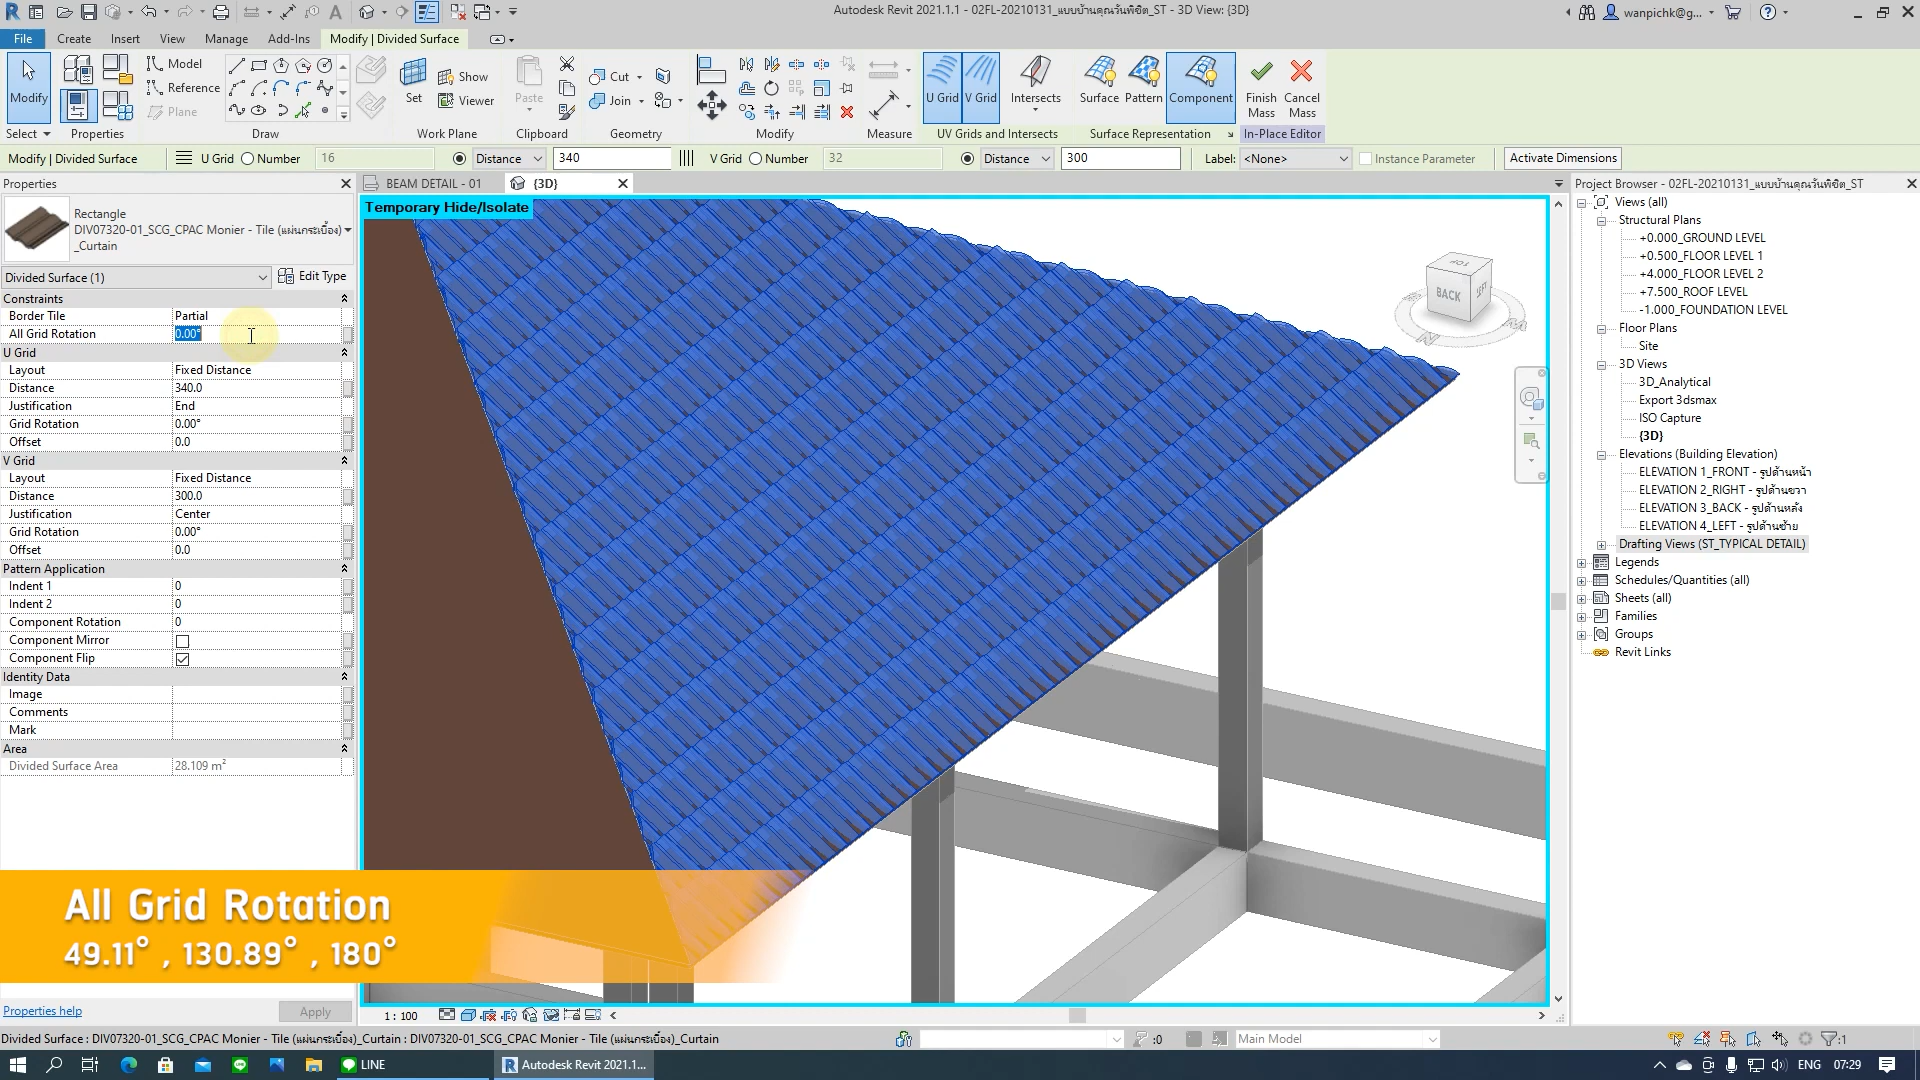 Autodesk Revit 2021.1.1 - 02FL-20210131_แบบบ้านคุณวันพิชิต_ST - 3D View: {3D}
wanpichk@g...
File Create Insert View Manage Add-Ins Modify | Divided Surface
Modify
Select
Properties
Model
Reference
Plane
Draw
Set
Show
Viewer
Work Plane
Paste
Clipboard
Cut
Join
Geometry
Modify
Measure
U Grid V Grid
Intersects
UV Grids and Intersects
Surface Pattern Component
Surface Representation
Finish Mass
Cancel Mass
In-Place Editor
Modify | Divided Surface U Grid Number 16 Distance 340 V Grid Number 32 Distance 300 Label: <None> Instance Parameter Activate Dimensions
Properties
Rectangle
DIV07320-01_SCG_CPAC Monier - Tile (แผ่นกระเบื้อง)
_Curtain
Divided Surface (1) Edit Type
Constraints
Border Tile Partial
All Grid Rotation 0.00°
U Grid
Layout Fixed Distance
Distance 340.0
Justification End
Grid Rotation 0.00°
Offset 0.0
V Grid
Layout Fixed Distance
Distance 300.0
Justification Center
Grid Rotation 0.00°
Offset 0.0
Pattern Application
Indent 1 0
Indent 2 0
Component Rotation 0
Component Mirror
Component Flip
Identity Data
Image
Comments
Mark
Area
Divided Surface Area 28.109 m²
Properties help Apply
BEAM DETAIL - 01 {3D}
Temporary Hide/Isolate
TOP
BACK
LEFT
All Grid Rotation
49.11° , 130.89° , 180°
1 : 100
Project Browser - 02FL-20210131_แบบบ้านคุณวันพิชิต_ST
Views (all)
Structural Plans
+0.000_GROUND LEVEL
+0.500_FLOOR LEVEL 1
+4.000_FLOOR LEVEL 2
+7.500_ROOF LEVEL
-1.000_FOUNDATION LEVEL
Floor Plans
Site
3D Views
3D_Analytical
Export 3dsmax
ISO Capture
{3D}
Elevations (Building Elevation)
ELEVATION 1_FRONT - รูปด้านหน้า
ELEVATION 2_RIGHT - รูปด้านขวา
ELEVATION 3_BACK - รูปด้านหลัง
ELEVATION 4_LEFT - รูปด้านซ้าย
Drafting Views (ST_TYPICAL DETAIL)
Legends
Schedules/Quantities (all)
Sheets (all)
Families
Groups
Revit Links
Divided Surface : DIV07320-01_SCG_CPAC Monier - Tile (แผ่นกระเบื้อง)_Curtain : DIV07320-01_SCG_CPAC Monier - Tile (แผ่นกระเบื้อง)_Curtain
:0 Main Model :1
LINE Autodesk Revit 2021.1... ENG 07:29